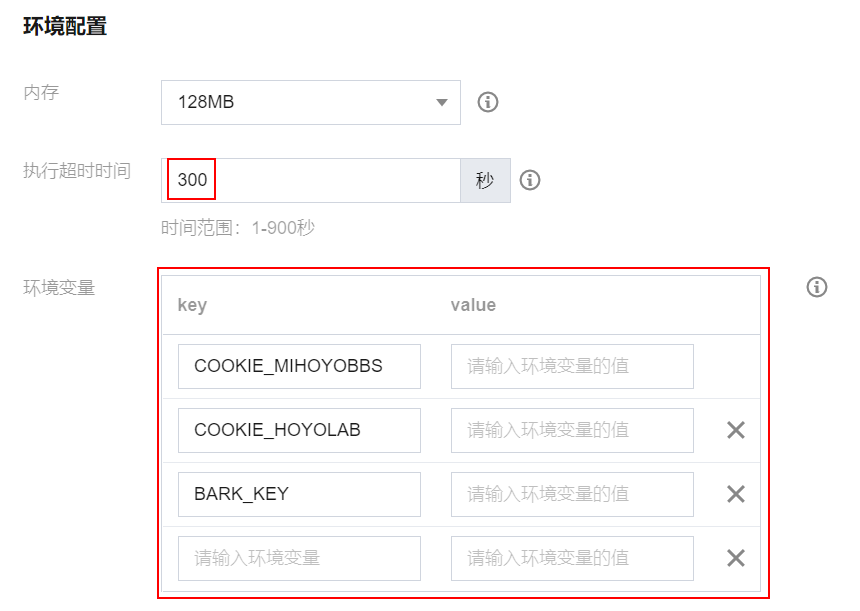 环境配置
内存 128MB
执行超时时间 300 秒
时间范围：1-900秒
环境变量
key value
COOKIE_MIHOYOBBS 请输入环境变量的值
COOKIE_HOYOLAB 请输入环境变量的值
BARK_KEY 请输入环境变量的值
请输入环境变量 请输入环境变量的值